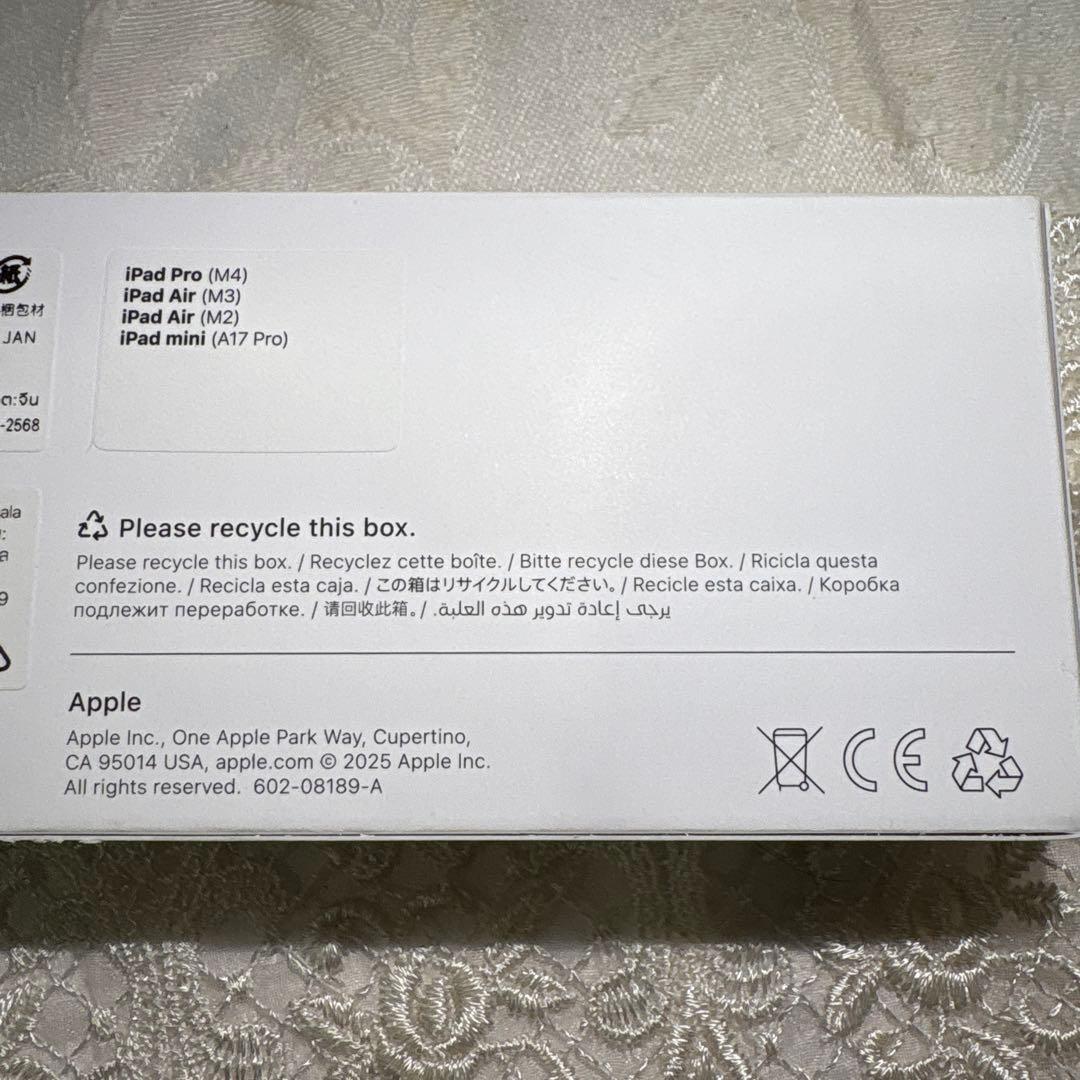 紙
梱包材
JAN
ต:จีน
-2568
ala
a
9
iPad Pro (M4)
iPad Air (M3)
iPad Air (M2)
iPad mini (A17 Pro)
Please recycle this box.
Please recycle this box. / Recyclez cette boîte. / Bitte recycle diese Box. / Ricicla questa
confezione. / Recicla esta caja. / この箱はリサイクルしてください。/ Recicle esta caixa. / Коробка
подлежит переработке. / 请回收此箱。/ يرجى إعادة تدوير هذه العلبة.
Apple
Apple Inc., One Apple Park Way, Cupertino,
CA 95014 USA, apple.com © 2025 Apple Inc.
All rights reserved. 602-08189-A
CE